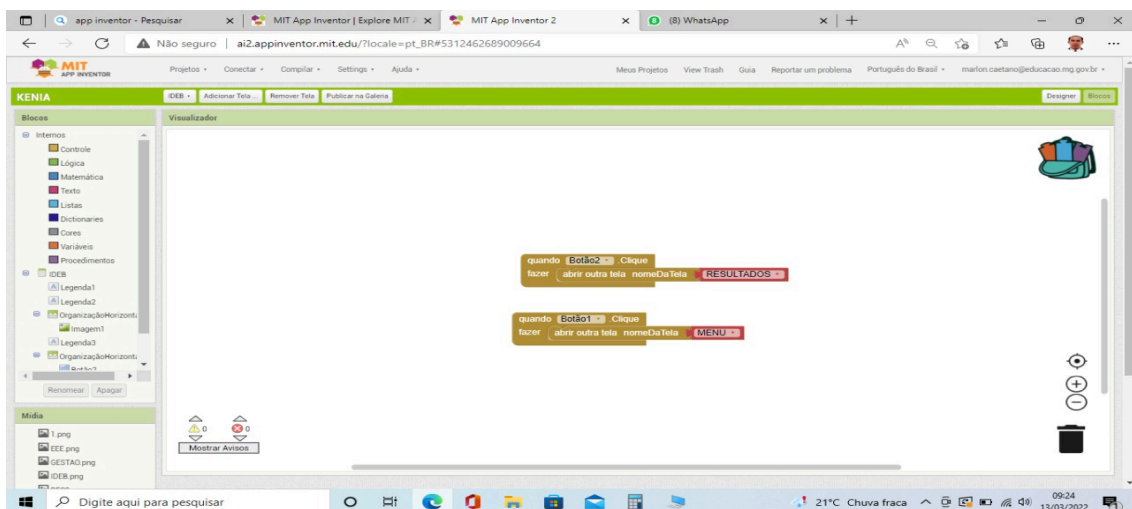 app inventor - Pesquisar
MIT App Inventor | Explore MIT A
MIT App Inventor 2
(8) WhatsApp
Não seguro | ai2.appinventor.mit.edu/?locale=pt_BR#5312462689009664
MIT
APP INVENTOR
Projetos Conectar Compilar Settings Ajuda
Meus Projetos View Trash Guia Reportar um problema Português do Brasil marlon.caetano@educacao.mg.gov.br
KENIA
IDEB Adicionar Tela ... Remover Tela Publicar na Galeria
Designer Blocos
Blocos
Visualizador
Internos
Controle
Lógica
Matemática
Texto
Listas
Dictionaries
Cores
Variáveis
Procedimentos
IDEB
Legenda1
Legenda2
OrganizaçãoHorizonta
Imagem1
Legenda3
OrganizaçãoHorizonta
Botão2
Renomear Apagar
quando Botão2 .Clique
fazer abrir outra tela nomeDaTela RESULTADOS
quando Botão1 .Clique
fazer abrir outra tela nomeDaTela MENU
0 0
Mostrar Avisos
Mídia
1.png
EEE.png
GESTAO.png
IDEB.png
Digite aqui para pesquisar
21°C Chuva fraca
09:24
13/03/2022